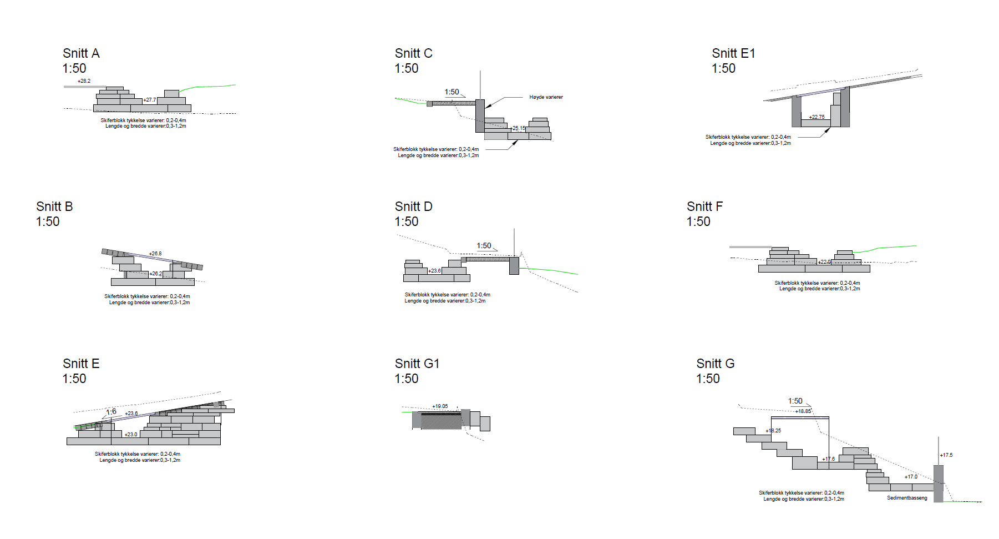 Snitt A
1:50
+28.2
+27.7
Skiferblokk tykkelse varierer: 0,2-0,4m
Lengde og bredde varierer:0,3-1,2m
Snitt C
1:50
1:50
Høyde varierer
+25.15
Skiferblokk tykkelse varierer: 0,2-0,4m
Lengde og bredde varierer:0,3-1,2m
Snitt E1
1:50
+22.75
Skiferblokk tykkelse varierer: 0,2-0,4m
Lengde og bredde varierer:0,3-1,2m
Snitt B
1:50
+26.8
+26.2
Skiferblokk tykkelse varierer: 0,2-0,4m
Lengde og bredde varierer:0,3-1,2m
Snitt D
1:50
1:50
+23.6
Skiferblokk tykkelse varierer: 0,2-0,4m
Lengde og bredde varierer:0,3-1,2m
Snitt F
1:50
+22.0
Skiferblokk tykkelse varierer: 0,2-0,4m
Lengde og bredde varierer:0,3-1,2m
Snitt E
1:50
1:6
+23.6
+23.0
Skiferblokk tykkelse varierer: 0,2-0,4m
Lengde og bredde varierer:0,3-1,2m
Snitt G1
1:50
+19.05
Snitt G
1:50
1:50
+18.85
+18.25
+17.6
+17.5
+17.0
Skiferblokk tykkelse varierer: 0,2-0,4m
Lengde og bredde varierer:0,3-1,2m
Sedimentbasseng